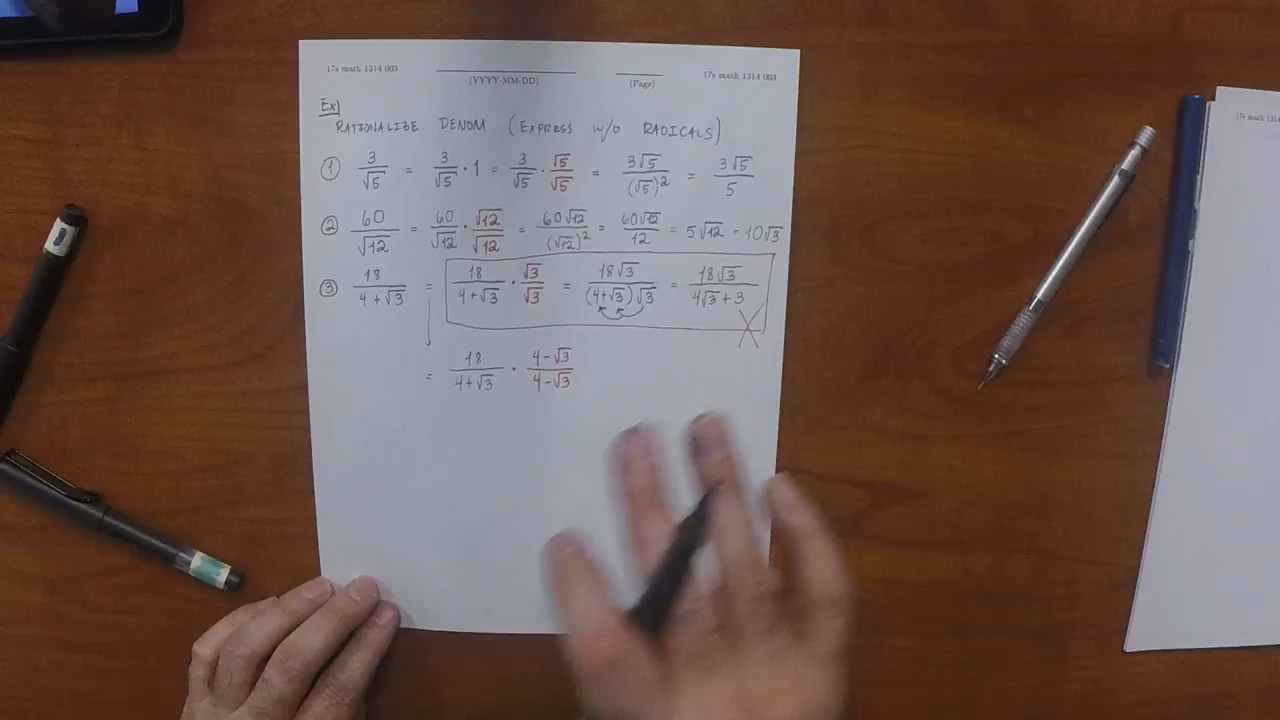 17s math 1314 003 (YYYY-MM-DD) (Page) 17s math 1314 003
Ex]
RATIONALIZE DENOM (EXPRESS W/O RADICALS)
① 3/√5 = 3/√5 · 1 = 3/√5 · √5/√5 = 3√5/(√5)² = 3√5/5
② 60/√12 = 60/√12 · √12/√12 = 60√12/(√12)² = 60√12/12 = 5√12 = 10√3
③ 18/(4+√3) = 18/(4+√3) · √3/√3 = 18√3/((4+√3)√3) = 18√3/(4√3+3)
= 18/(4+√3) · (4-√3)/(4-√3)